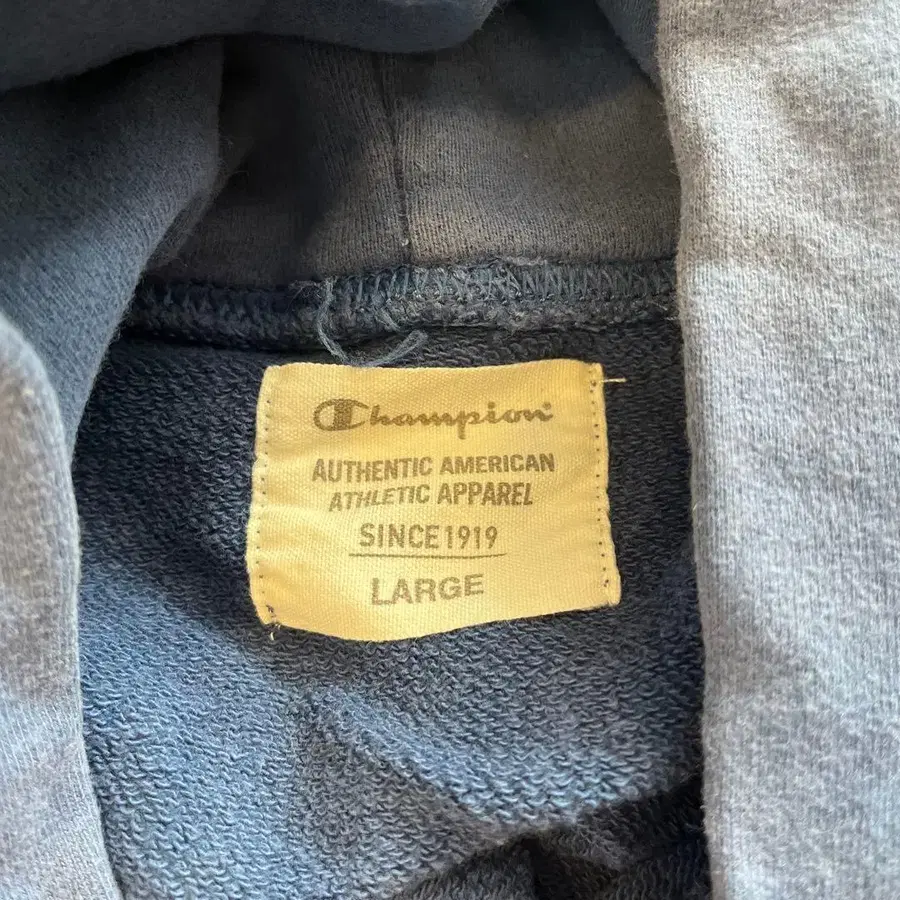 Champion
AUTHENTIC AMERICAN
ATHLETIC APPAREL
SINCE 1919
LARGE